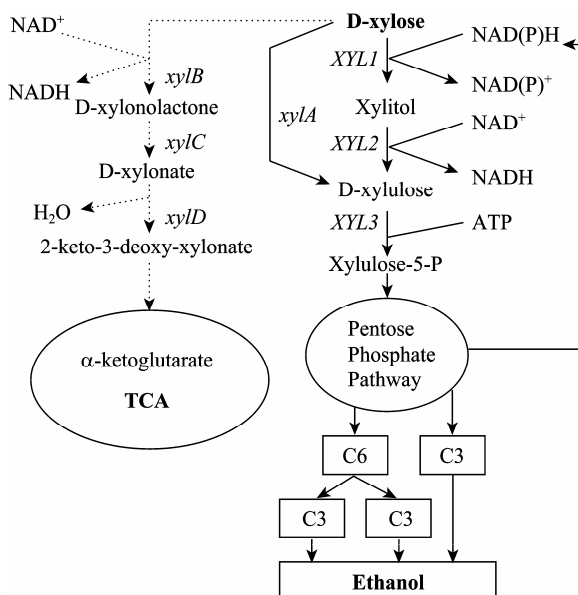 NAD+
D-xylose
NAD(P)H
xylB
XYL1
NADH
NAD(P)+
D-xylonolactone
Xylitol
xylA
xylC
XYL2
NAD+
D-xylonate
NADH
D-xylulose
H2O
xylD
XYL3
ATP
2-keto-3-deoxy-xylonate
Xylulose-5-P
α-ketoglutarate
TCA
Pentose
Phosphate
Pathway
C6
C3
C3
C3
Ethanol